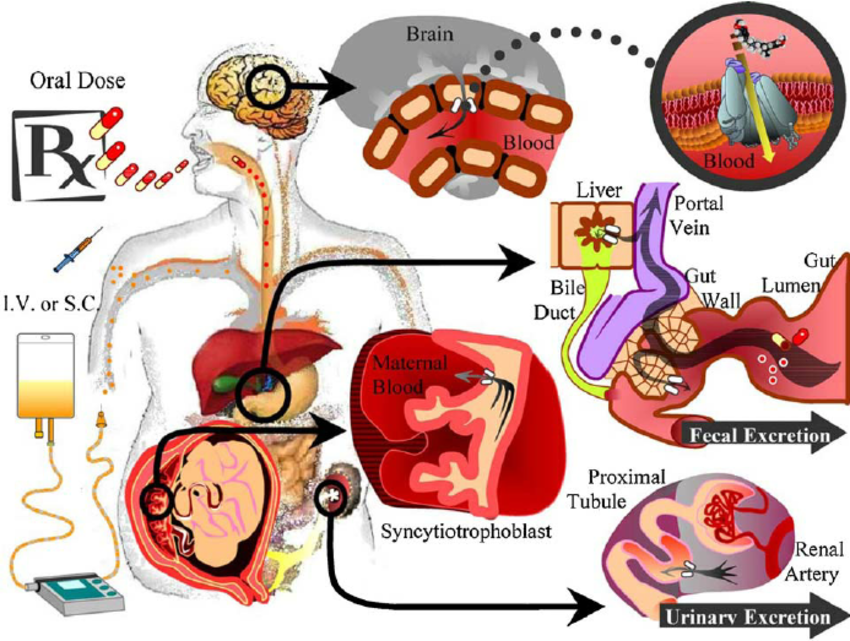 Oral Dose
Rx
I.V. or S.C.
Brain
Blood
Blood
Liver
Portal
Vein
Bile
Duct
Gut
Wall
Gut
Lumen
Fecal Excretion
Maternal
Blood
Syncytiotrophoblast
Proximal
Tubule
Renal
Artery
Urinary Excretion